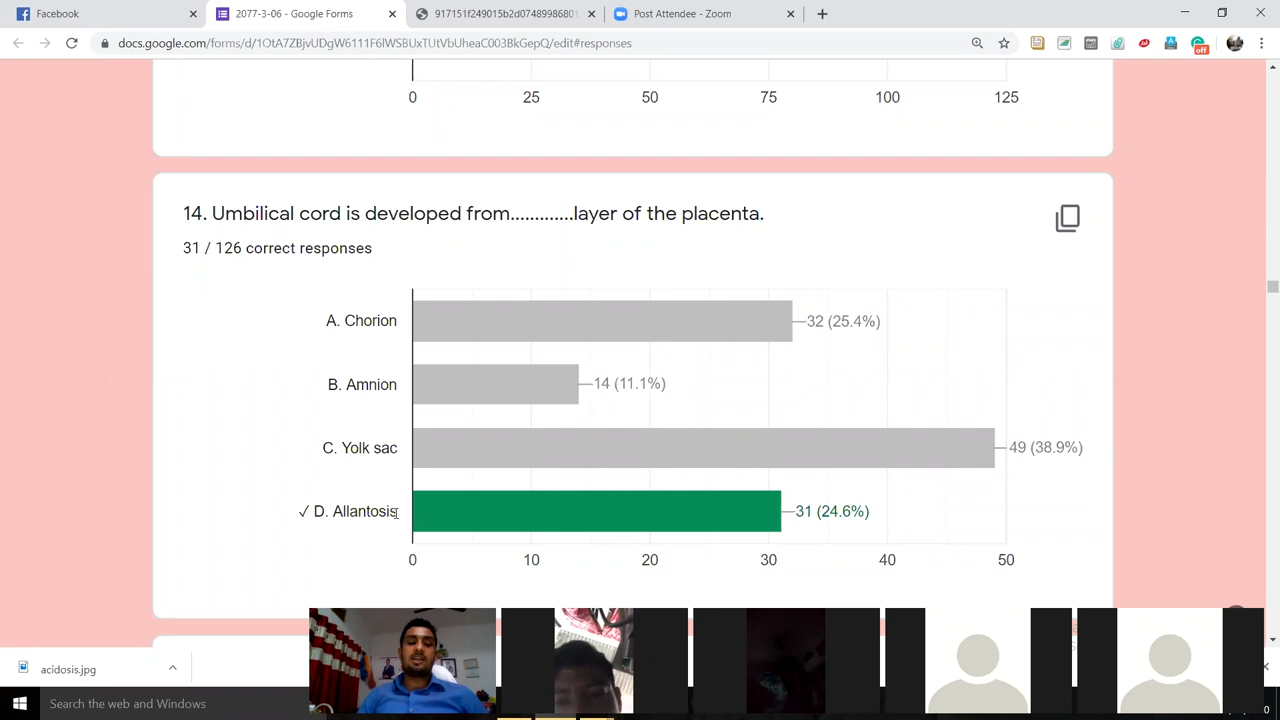 Facebook
2077-3-06 - Google Forms
917151f249015b2d0748998680
Post Attendee - Zoom
docs.google.com/forms/d/1OtA7ZBjvUDgW6111F6lWSBUxTUtVbUheaC003BkGepQ/edit#responses
off
0 25 50 75 100 125
14. Umbilical cord is developed from.............layer of the placenta.
31 / 126 correct responses
A. Chorion
32 (25.4%)
B. Amnion
14 (11.1%)
C. Yolk sac
49 (38.9%)
✓ D. Allantosis
31 (24.6%)
0 10 20 30 40 50
acidosis.jpg
Search the web and Windows